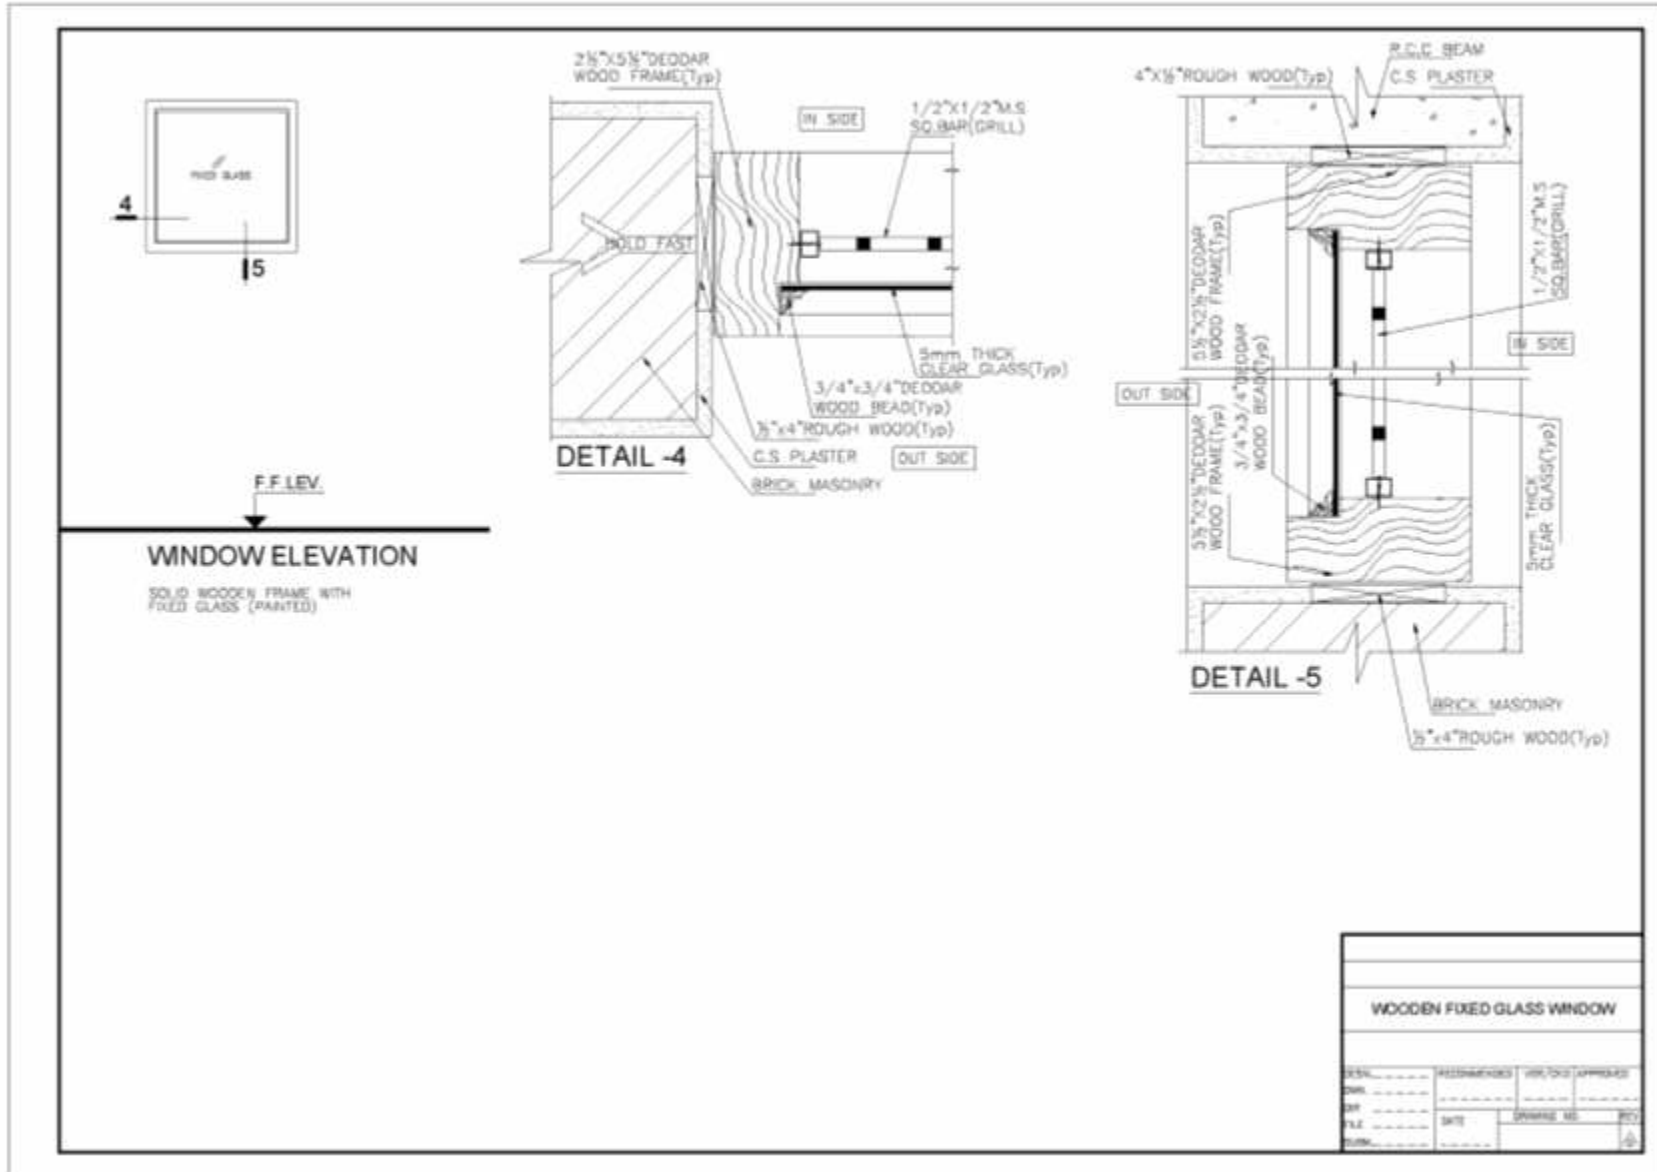 FIXED GLASS
4
5
F.F.LEV.
WINDOW ELEVATION
SOLID WOODEN FRAME WITH
FIXED GLASS (PAINTED)
2½"X5½"DEODAR
WOOD FRAME(Typ)
IN SIDE
1/2"X1/2"M.S
SQ.BAR(GRILL)
HOLD FAST
5mm THICK
CLEAR GLASS(Typ)
3/4"x3/4"DEODAR
WOOD BEAD(Typ)
½"x4"ROUGH WOOD(Typ)
C.S PLASTER
OUT SIDE
BRICK MASONRY
DETAIL -4
R.C.C BEAM
4"X½"ROUGH WOOD(Typ)
C.S PLASTER
5½"X2½"DEODAR
WOOD FRAME(Typ)
1/2"X1/2"M.S
SQ.BAR(GRILL)
IN SIDE
3/4"x3/4"DEODAR
WOOD BEAD(Typ)
OUT SIDE
5½"X2½"DEODAR
WOOD FRAME(Typ)
5mm THICK
CLEAR GLASS(Typ)
DETAIL -5
BRICK MASONRY
½"x4"ROUGH WOOD(Typ)
WOODEN FIXED GLASS WINDOW
RECOMMENDED
APPROVED
FILE
DATE
DRAWING NO
REV